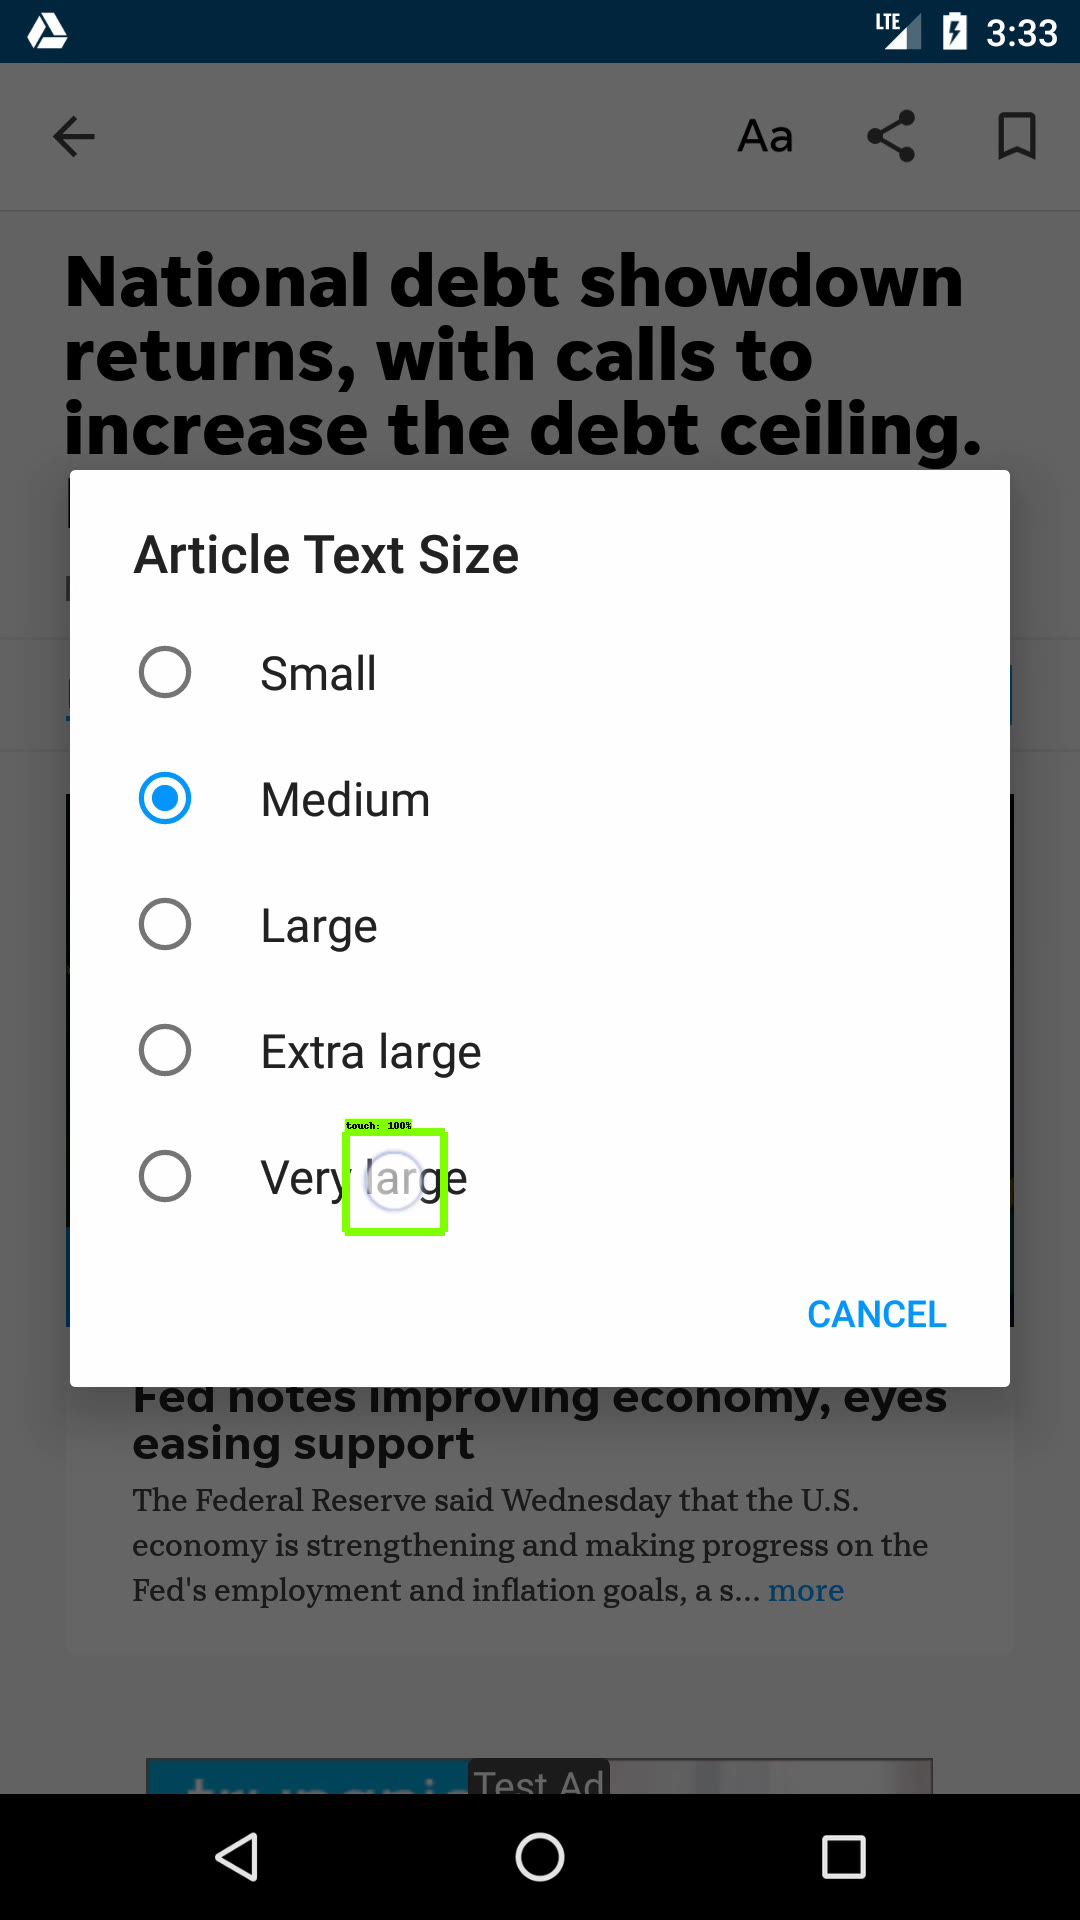 LTE 3:33
Aa
National debt showdown
returns, with calls to
increase the debt ceiling.
Article Text Size
Small
Medium
Large
Extra large
touch: 100%
Very large
CANCEL
Fed notes improving economy, eyes
easing support
The Federal Reserve said Wednesday that the U.S.
economy is strengthening and making progress on the
Fed's employment and inflation goals, a s... more
Test Ad